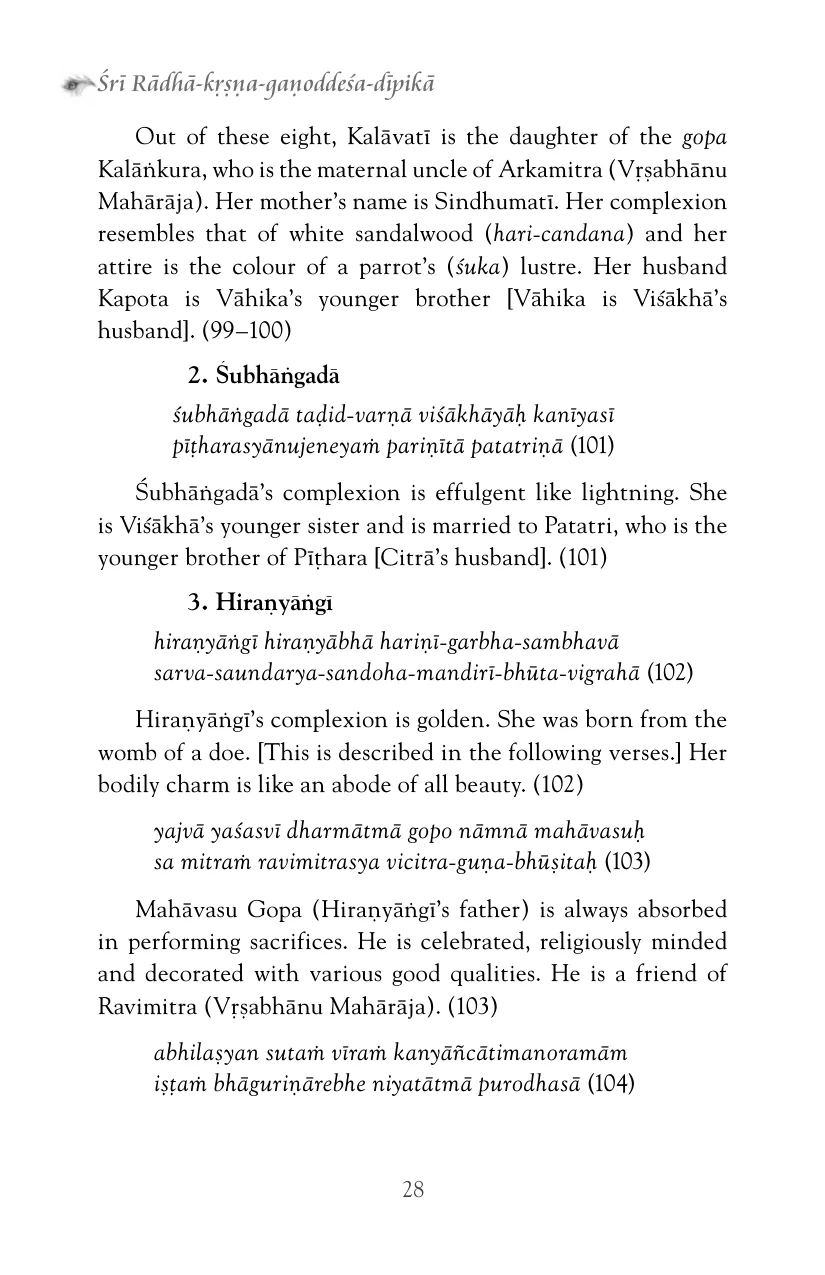 Śrī Rādhā-kṛṣṇa-gaṇoddeśa-dīpikā
Out of these eight, Kalāvatī is the daughter of the gopa
Kalāṅkura, who is the maternal uncle of Arkamitra (Vṛṣabhānu
Mahārāja). Her mother’s name is Sindhumatī. Her complexion
resembles that of white sandalwood (hari-candana) and her
attire is the colour of a parrot’s (śuka) lustre. Her husband
Kapota is Vāhika’s younger brother [Vāhika is Viśākhā’s
husband]. (99–100)
2. Śubhāṅgadā
śubhāṅgadā taḍid-varṇā viśākhāyāḥ kanīyasī
pīṭharasyānujeneyaṁ pariṇītā patatriṇā (101)
Śubhāṅgadā’s complexion is effulgent like lightning. She
is Viśākhā’s younger sister and is married to Patatri, who is the
younger brother of Pīṭhara [Citrā’s husband]. (101)
3. Hiraṇyāṅgī
hiraṇyāṅgī hiraṇyābhā hariṇī-garbha-sambhavā
sarva-saundarya-sandoha-mandirī-bhūta-vigrahā (102)
Hiraṇyāṅgī’s complexion is golden. She was born from the
womb of a doe. [This is described in the following verses.] Her
bodily charm is like an abode of all beauty. (102)
yajvā yaśasvī dharmātmā gopo nāmnā mahāvasuḥ
sa mitraṁ ravimitrasya vicitra-guṇa-bhūṣitaḥ (103)
Mahāvasu Gopa (Hiraṇyāṅgī’s father) is always absorbed
in performing sacrifices. He is celebrated, religiously minded
and decorated with various good qualities. He is a friend of
Ravimitra (Vṛṣabhānu Mahārāja). (103)
abhilaṣyan sutaṁ vīraṁ kanyāñcātimanoramām
iṣṭaṁ bhāguriṇārebhe niyatātmā purodhasā (104)
28